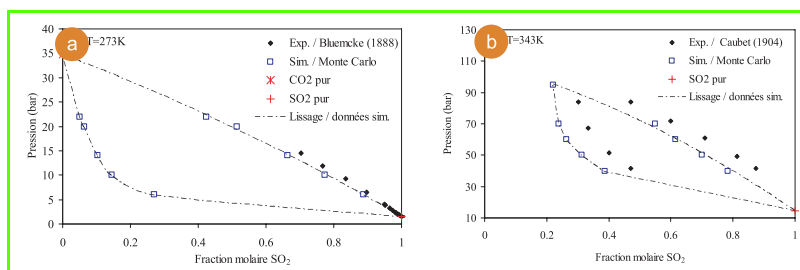 a
T=273K
Exp. / Bluemcke (1888)
Sim. / Monte Carlo
CO2 pur
SO2 pur
Lissage / données sim.
Pression (bar)
40
35
30
25
20
15
10
5
0
0 0.2 0.4 0.6 0.8 1
Fraction molaire SO2
b
T=343K
Exp. / Caubet (1904)
Sim. / Monte Carlo
SO2 pur
Lissage / données sim.
Pression (bar)
130
110
90
70
50
30
10
0 0.2 0.4 0.6 0.8 1
Fraction molaire SO2